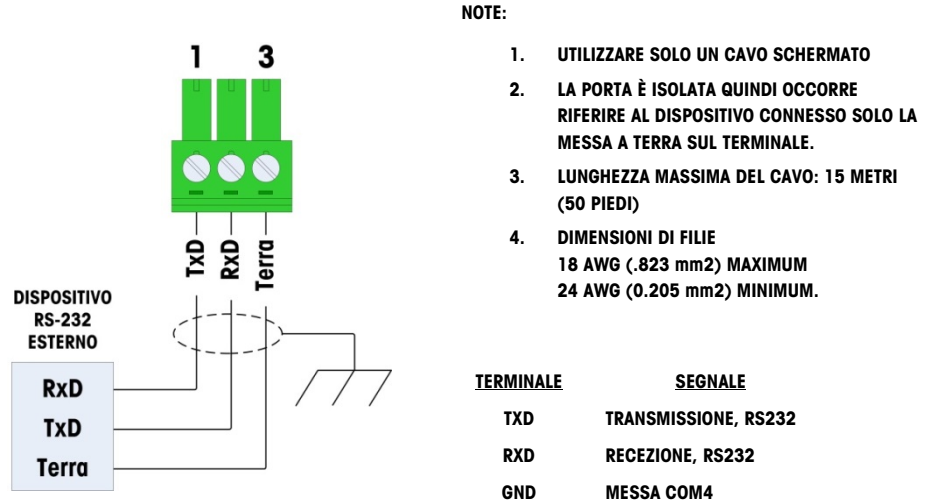 1 3
TxD
RxD
Terra
DISPOSITIVO
RS-232
ESTERNO
RxD
TxD
Terra
NOTE:
1. UTILIZZARE SOLO UN CAVO SCHERMATO
2. LA PORTA È ISOLATA QUINDI OCCORRE
RIFERIRE AL DISPOSITIVO CONNESSO SOLO LA
MESSA A TERRA SUL TERMINALE.
3. LUNGHEZZA MASSIMA DEL CAVO: 15 METRI
(50 PIEDI)
4. DIMENSIONI DI FILIE
18 AWG (.823 mm2) MAXIMUM
24 AWG (0.205 mm2) MINIMUM.
TERMINALE SEGNALE
TXD TRANSMISSIONE, RS232
RXD RECEZIONE, RS232
GND MESSA COM4